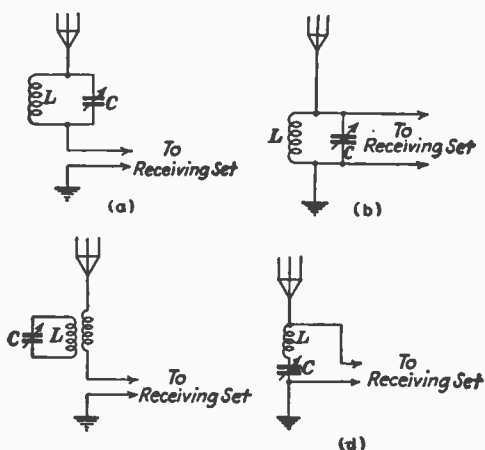 L
C
To
Receiving Set
(a)
L
C
To
Receiving Set
(b)
C
L
To
Receiving Set
L
C
To
Receiving Set
(d)